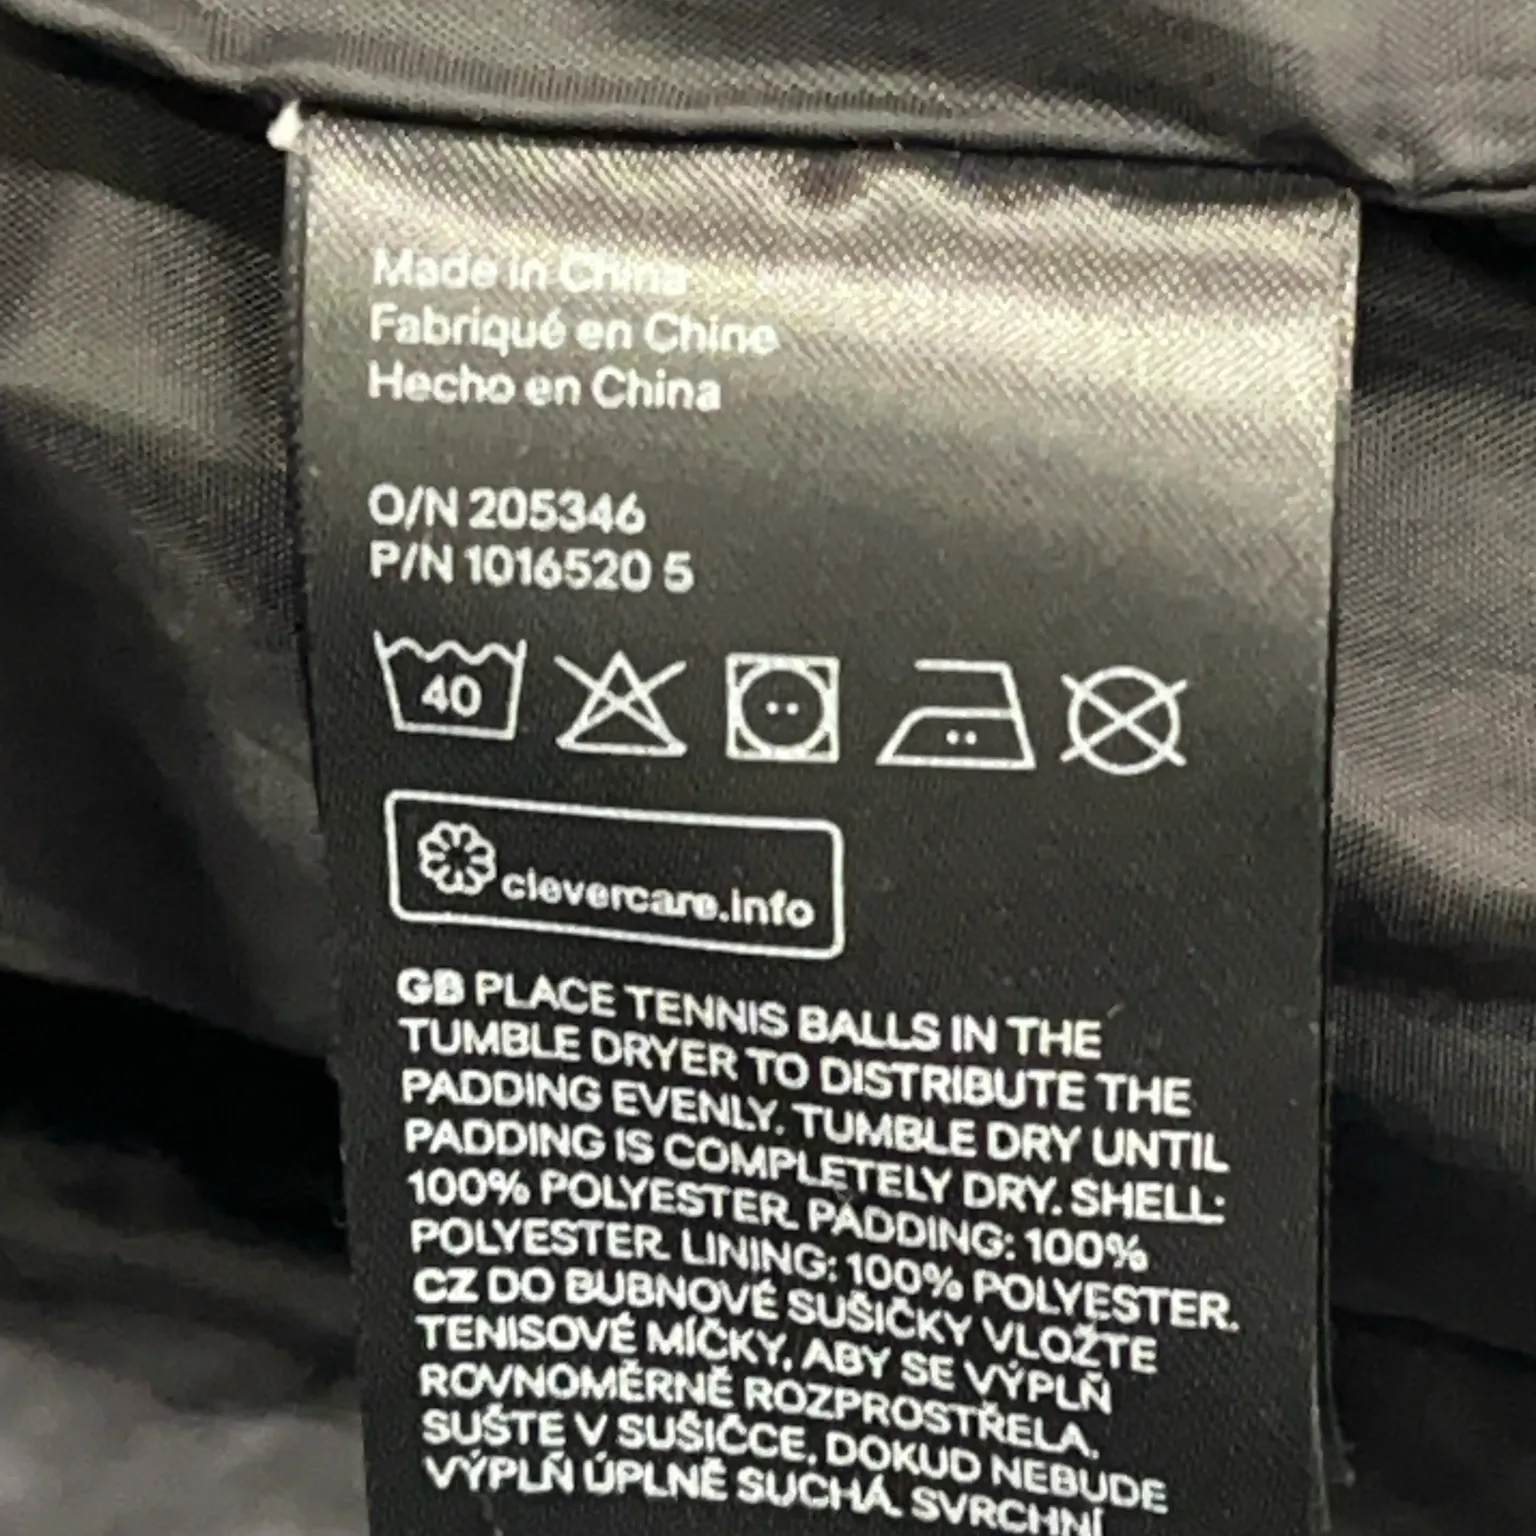 Made in China
Fabriqué en Chine
Hecho en China
O/N 205346
P/N 1016520 5
40
clevercare.info
GB PLACE TENNIS BALLS IN THE
TUMBLE DRYER TO DISTRIBUTE THE
PADDING EVENLY. TUMBLE DRY UNTIL
PADDING IS COMPLETELY DRY. SHELL:
100% POLYESTER. PADDING: 100%
POLYESTER. LINING: 100% POLYESTER.
CZ DO BUBNOVÉ SUŠIČKY VLOŽTE
TENISOVÉ MÍČKY, ABY SE VÝPLŇ
ROVNOMĚRNĚ ROZPROSTŘELA.
SUŠTE V SUŠIČCE, DOKUD NEBUDE
VÝPLŇ ÚPLNĚ SUCHÁ. SVRCHNÍ